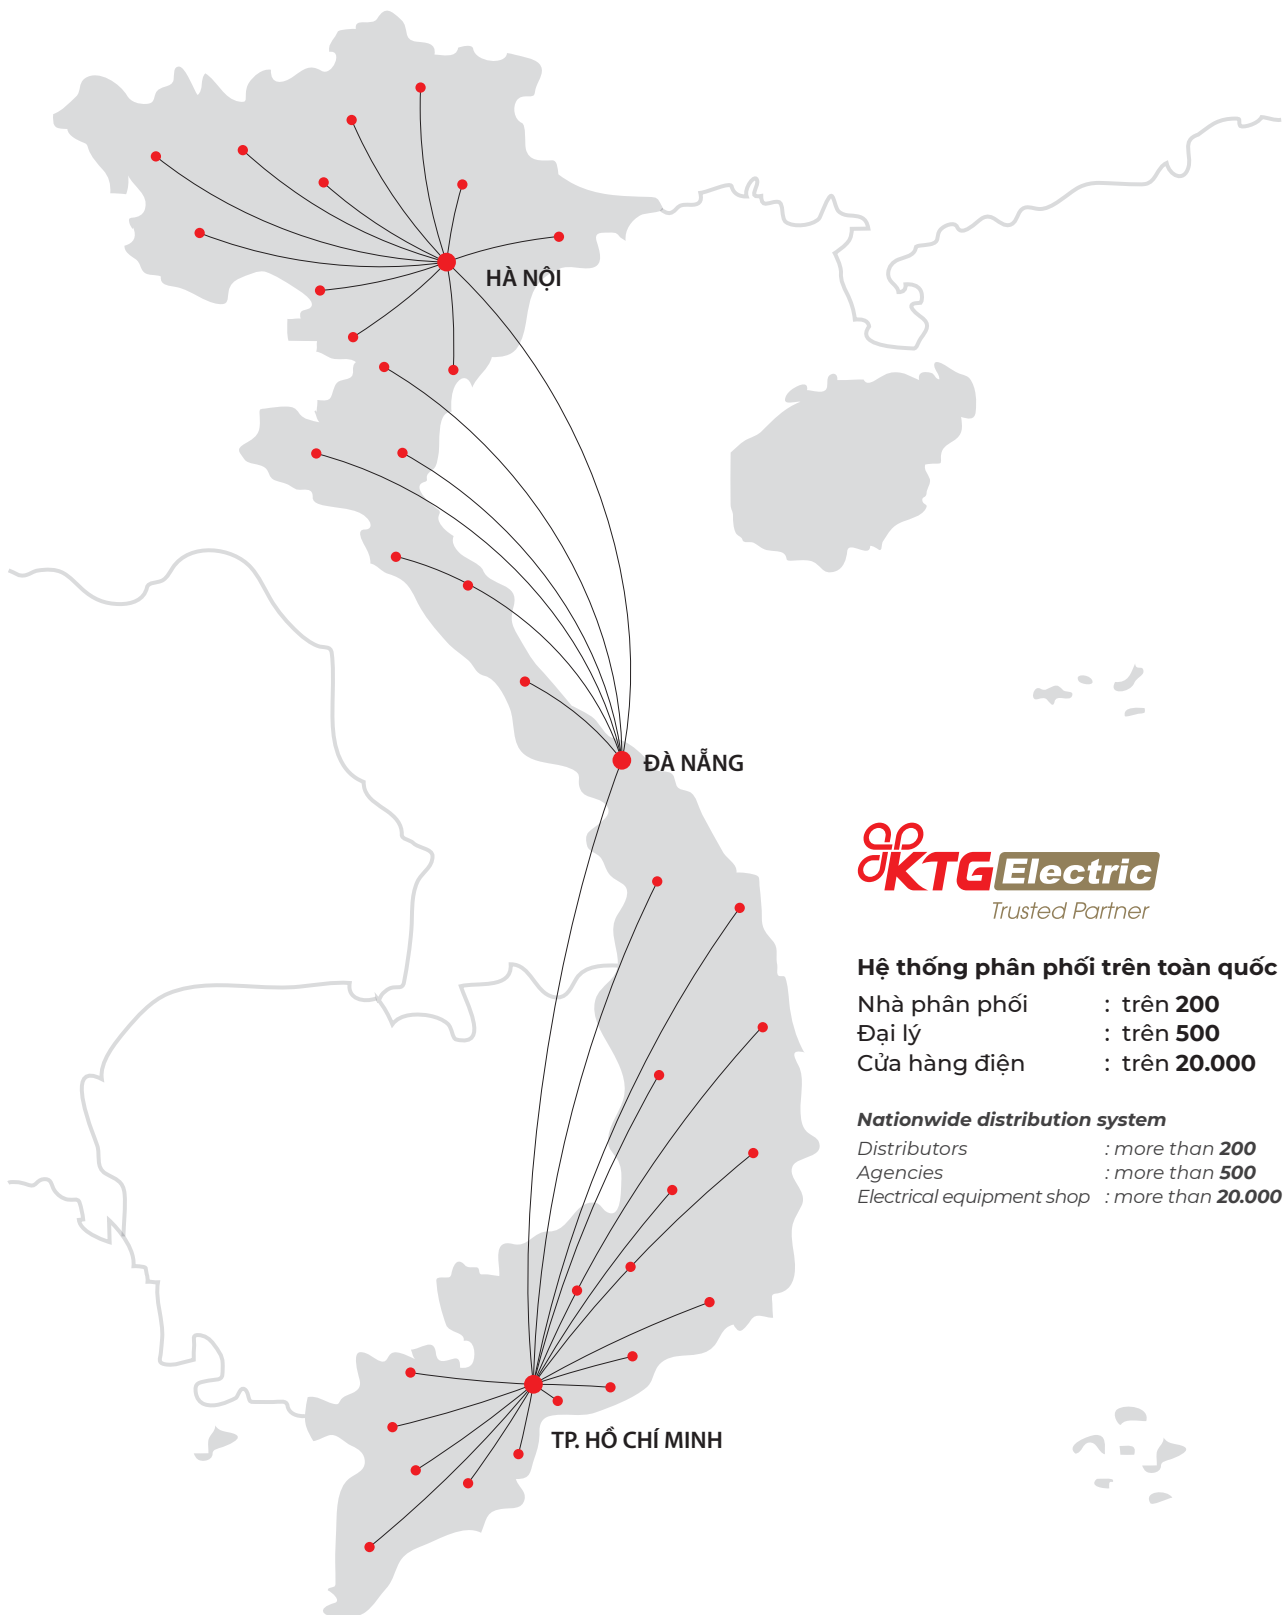 HÀ NỘI
ĐÀ NẴNG
KTG Electric
Trusted Partner
Hệ thống phân phối trên toàn quốc
Nhà phân phối : trên 200
Đại lý : trên 500
Cửa hàng điện : trên 20.000
Nationwide distribution system
Distributors : more than 200
Agencies : more than 500
Electrical equipment shop : more than 20.000
TP. HỒ CHÍ MINH